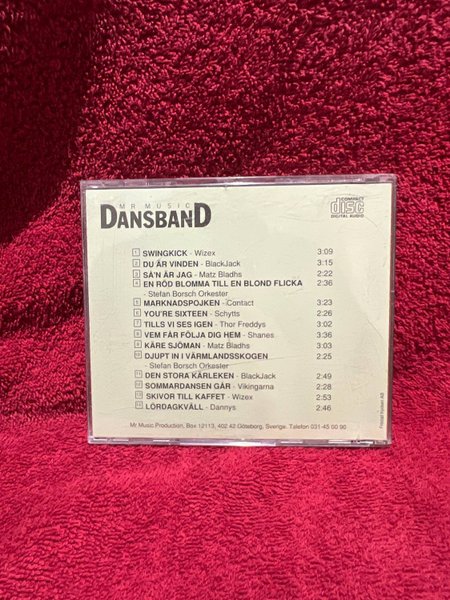 MR MUSIC
DANSBAND
COMPACT
disc
DIGITAL AUDIO
1 SWINGKICK - Wizex 3:09
2 DU ÄR VINDEN - BlackJack 3:15
3 SÅ'N ÄR JAG - Matz Bladhs 2:22
4 EN RÖD BLOMMA TILL EN BLOND FLICKA 2:36
- Stefan Borsch Orkester
5 MARKNADSPOJKEN - Contact 3:23
6 YOU'RE SIXTEEN - Schytts 2:26
7 TILLS VI SES IGEN - Thor Freddys 2:41
8 VEM FÅR FÖLJA DIG HEM - Shanes 3:36
9 KÄRE SJÖMAN - Matz Bladhs 3:03
10 DJUPT IN I VÄRMLANDSSKOGEN 2:25
- Stefan Borsch Orkester
11 DEN STORA KÄRLEKEN - BlackJack 2:49
12 SOMMARDANSEN GÅR - Vikingarna 2:28
13 SKIVOR TILL KAFFET - Wizex 2:53
14 LÖRDAGKVÄLL - Dannys 2:46
Mr Music Production, Box 12113, 402 42 Göteborg, Sverige. Telefon 031-45 00 90